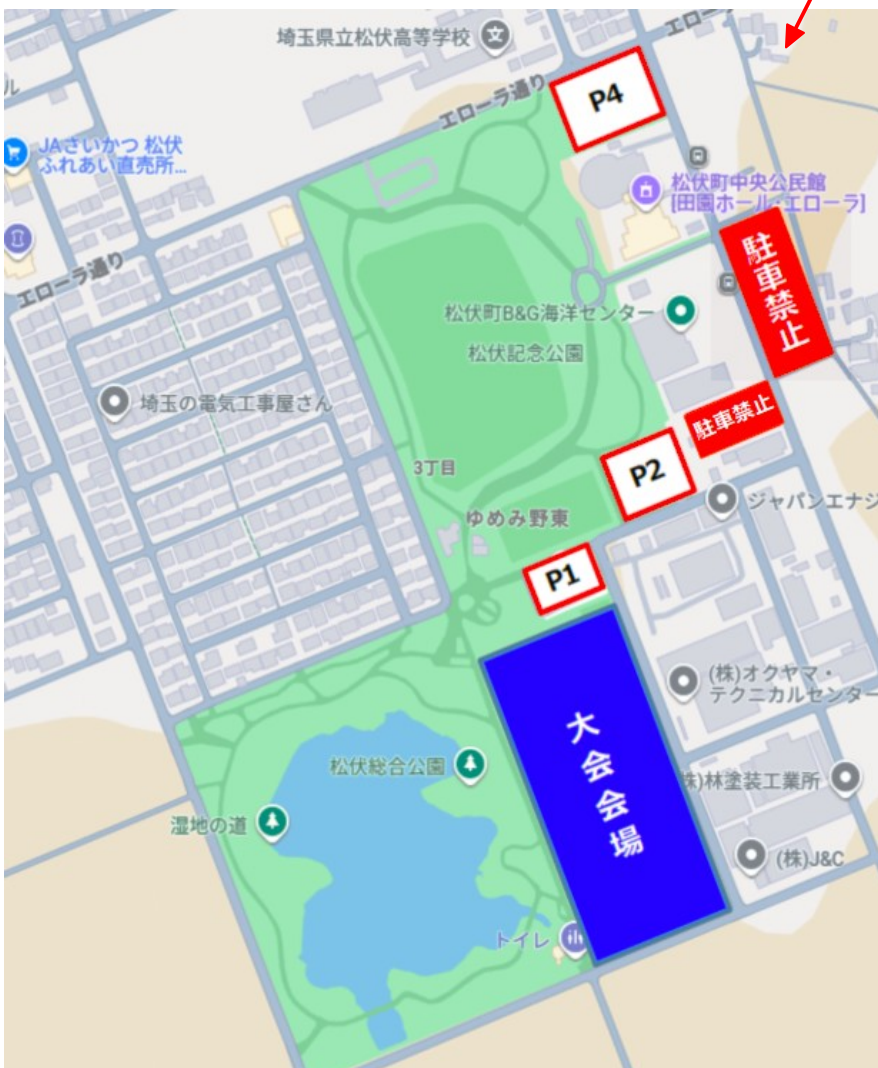 埼玉県立松伏高等学校
エローラ
ル
エローラ通り
P4
JAさいかつ 松伏
ふれあい直売所...
松伏町中央公民館
[田園ホール・エローラ]
駐車禁止
エローラ通り
松伏町B&G海洋センター
松伏記念公園
埼玉の電気工事屋さん
駐車禁止
3丁目
P2
ジャパンエナジ
ゆめみ野東
P1
(株)オクヤマ・
テクニカルセンター
大会会場
松伏総合公園
株)林塗装工業所
湿地の道
(株)J&C
トイレ